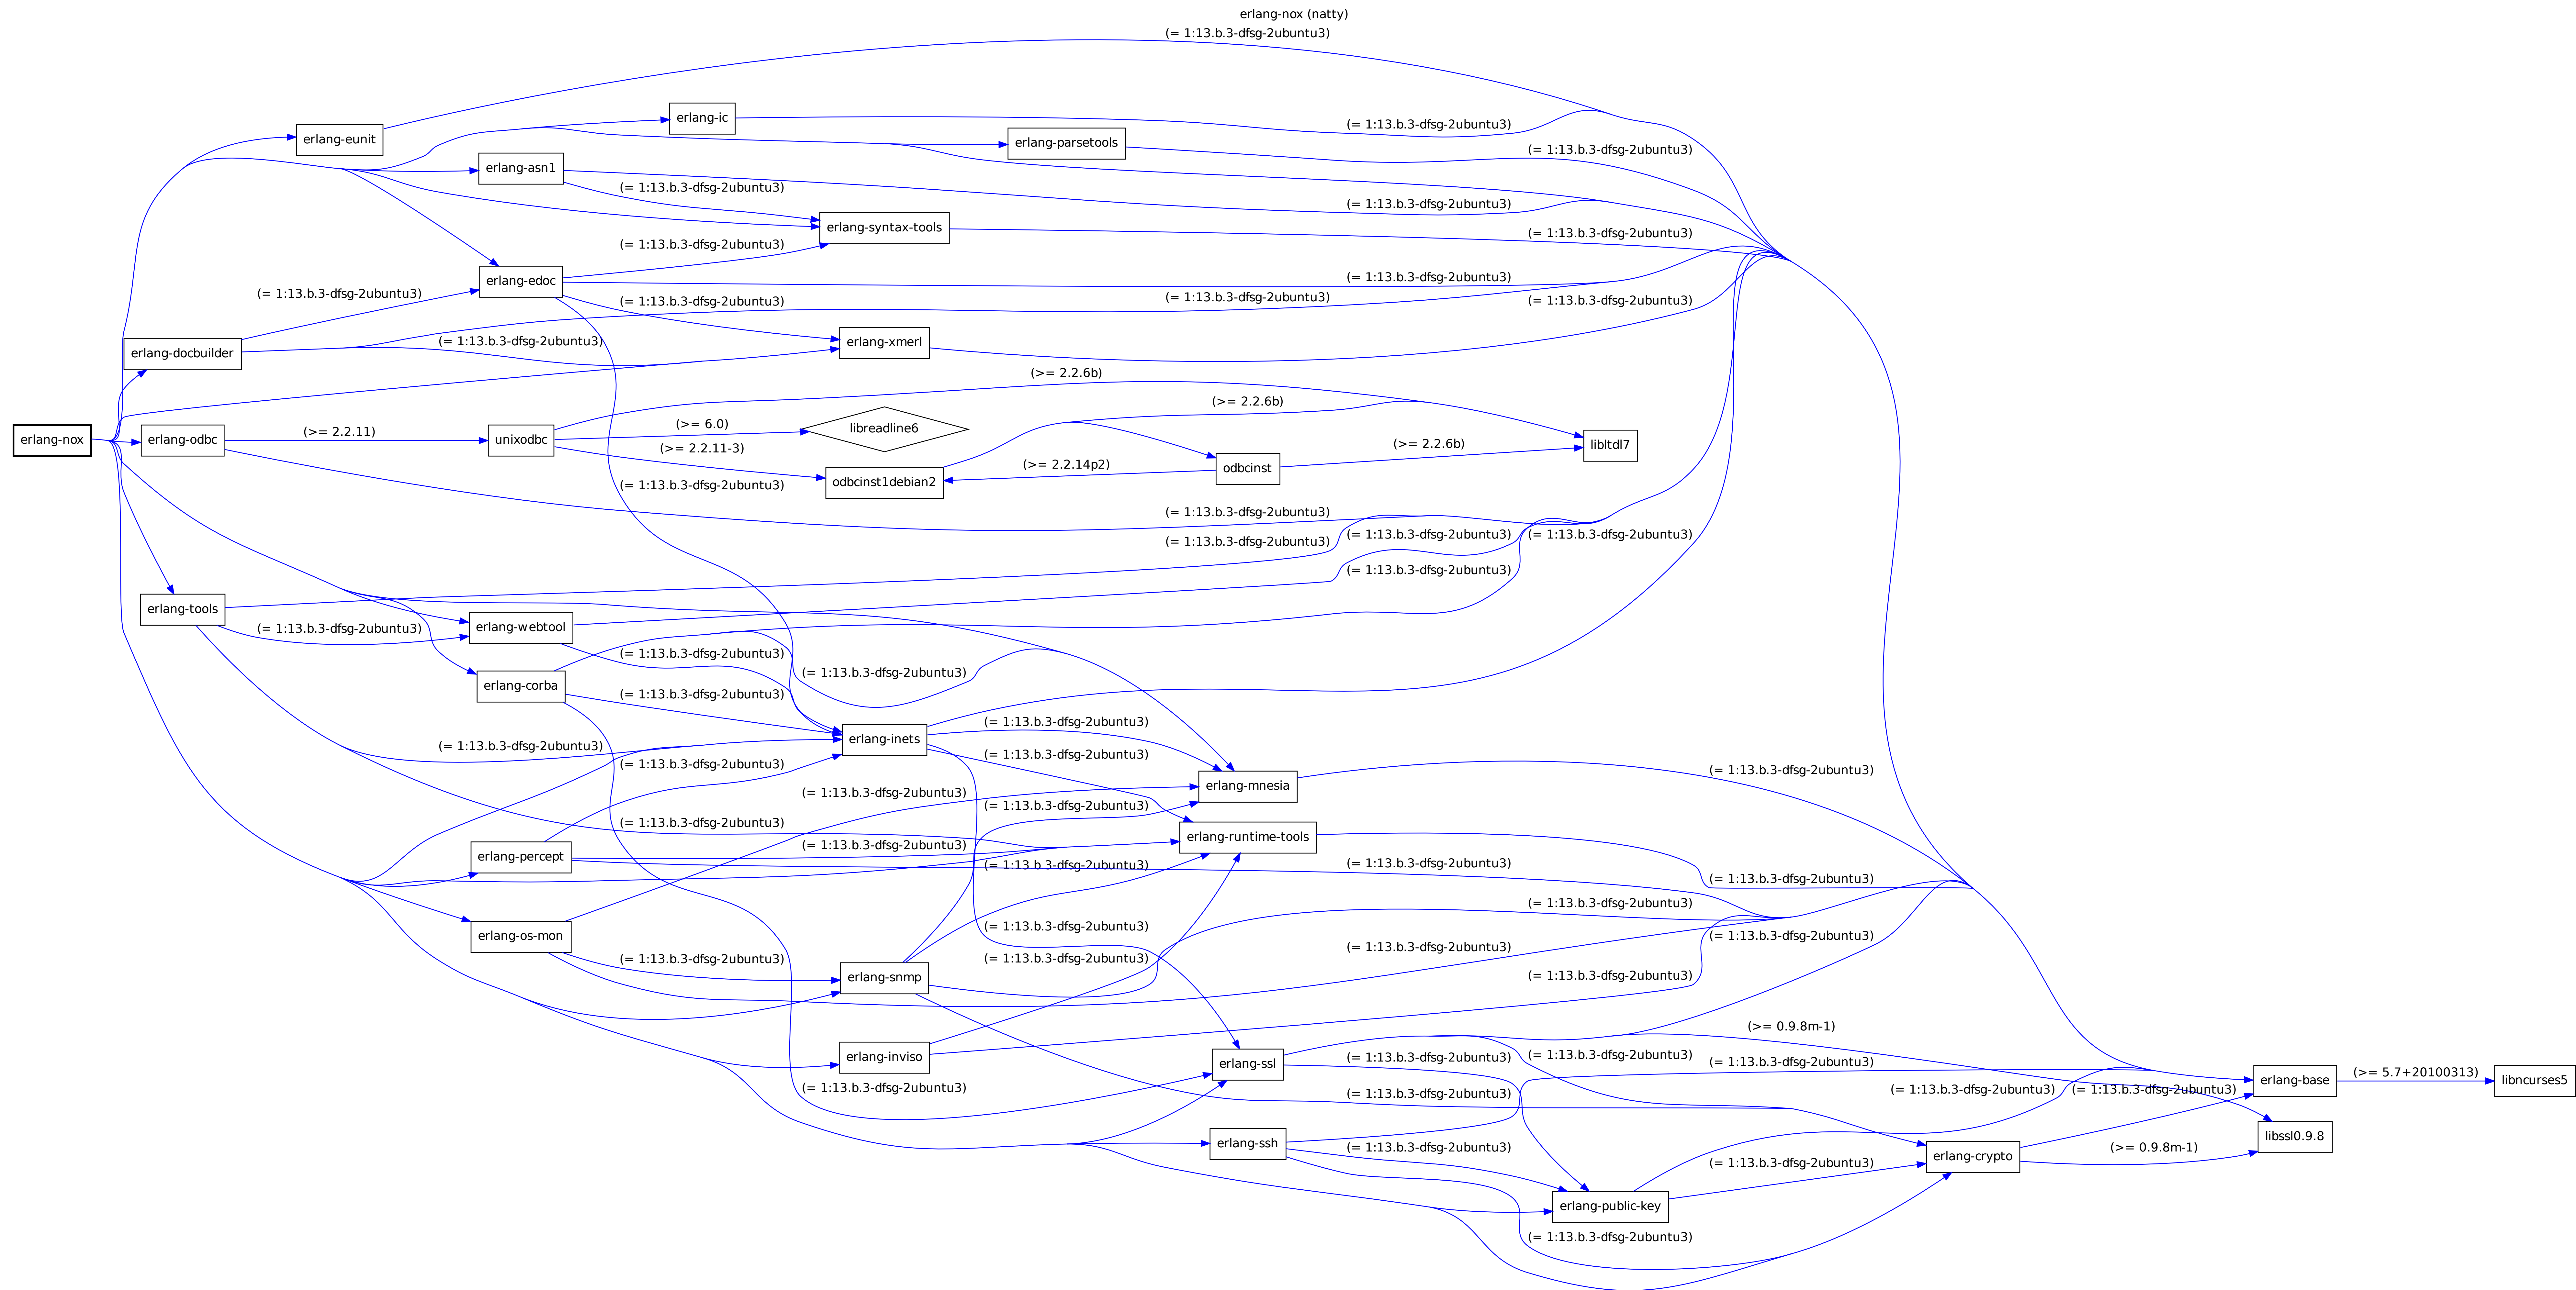 erlang-nox (natty)
(= 1:13.b.3-dfsg-2ubuntu3)
erlang-ic
(= 1:13.b.3-dfsg-2ubuntu3)
erlang-eunit
erlang-parsetools
(= 1:13.b.3-dfsg-2ubuntu3)
erlang-asn1
(= 1:13.b.3-dfsg-2ubuntu3)
(= 1:13.b.3-dfsg-2ubuntu3)
erlang-syntax-tools
(= 1:13.b.3-dfsg-2ubuntu3)
(= 1:13.b.3-dfsg-2ubuntu3)
erlang-edoc
(= 1:13.b.3-dfsg-2ubuntu3)
(= 1:13.b.3-dfsg-2ubuntu3)
(= 1:13.b.3-dfsg-2ubuntu3)
(= 1:13.b.3-dfsg-2ubuntu3)
(= 1:13.b.3-dfsg-2ubuntu3)
erlang-docbuilder
(= 1:13.b.3-dfsg-2ubuntu3)
erlang-xmerl
(>= 2.2.6b)
(>= 2.2.6b)
erlang-nox
erlang-odbc
(>= 2.2.11)
unixodbc
(>= 6.0)
libreadline6
(>= 2.2.11-3)
(>= 2.2.6b)
libltdl7
odbcinst1debian2
(>= 2.2.14p2)
odbcinst
(= 1:13.b.3-dfsg-2ubuntu3)
(= 1:13.b.3-dfsg-2ubuntu3)
(= 1:13.b.3-dfsg-2ubuntu3)
(= 1:13.b.3-dfsg-2ubuntu3)
(= 1:13.b.3-dfsg-2ubuntu3)
(= 1:13.b.3-dfsg-2ubuntu3)
erlang-tools
(= 1:13.b.3-dfsg-2ubuntu3)
erlang-webtool
(= 1:13.b.3-dfsg-2ubuntu3)
(= 1:13.b.3-dfsg-2ubuntu3)
erlang-corba
(= 1:13.b.3-dfsg-2ubuntu3)
(= 1:13.b.3-dfsg-2ubuntu3)
erlang-inets
(= 1:13.b.3-dfsg-2ubuntu3)
(= 1:13.b.3-dfsg-2ubuntu3)
(= 1:13.b.3-dfsg-2ubuntu3)
(= 1:13.b.3-dfsg-2ubuntu3)
erlang-mnesia
(= 1:13.b.3-dfsg-2ubuntu3)
(= 1:13.b.3-dfsg-2ubuntu3)
(= 1:13.b.3-dfsg-2ubuntu3)
(= 1:13.b.3-dfsg-2ubuntu3)
erlang-runtime-tools
(= 1:13.b.3-dfsg-2ubuntu3)
erlang-percept
(= 1:13.b.3-dfsg-2ubuntu3)
(= 1:13.b.3-dfsg-2ubuntu3)
(= 1:13.b.3-dfsg-2ubuntu3)
(= 1:13.b.3-dfsg-2ubuntu3)
(= 1:13.b.3-dfsg-2ubuntu3)
erlang-os-mon
(= 1:13.b.3-dfsg-2ubuntu3)
(= 1:13.b.3-dfsg-2ubuntu3)
(= 1:13.b.3-dfsg-2ubuntu3)
erlang-snmp
(= 1:13.b.3-dfsg-2ubuntu3)
(>= 0.9.8m-1)
erlang-inviso
erlang-ssl
(= 1:13.b.3-dfsg-2ubuntu3)
(= 1:13.b.3-dfsg-2ubuntu3)
(= 1:13.b.3-dfsg-2ubuntu3)
erlang-base
(>= 5.7+20100313)
libncurses5
(= 1:13.b.3-dfsg-2ubuntu3)
(= 1:13.b.3-dfsg-2ubuntu3)
(= 1:13.b.3-dfsg-2ubuntu3)
(= 1:13.b.3-dfsg-2ubuntu3)
libssl0.9.8
erlang-ssh
(= 1:13.b.3-dfsg-2ubuntu3)
(>= 0.9.8m-1)
erlang-crypto
(= 1:13.b.3-dfsg-2ubuntu3)
erlang-public-key
(= 1:13.b.3-dfsg-2ubuntu3)